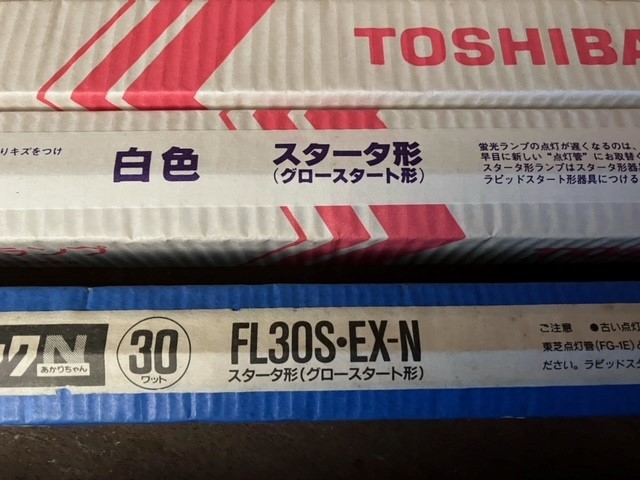 TOSHIBA
りキズをつけ
白色
スタータ形
(グロースタート形)
蛍光ランプの点灯が遅くなるのは、
早目に新しい“点灯管”にお取替く
スタータ形ランプはスタータ形器
ラピッドスタート形器具につける
N
あかりちゃん
30
ワット
FL30S・EX-N
スタータ形(グロースタート形)
ご注意 ●古い点灯
東芝点灯管(FG-1E)
ださい。ラピッドスタ